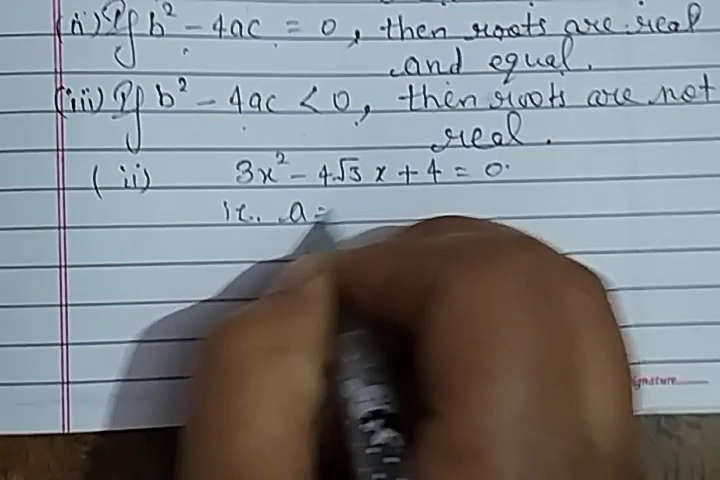 (ii) If b² - 4ac = 0, then roots are real
and equal.
(iii) If b² - 4ac < 0, then roots are not
real.
(ii) 3x² - 4√3 x + 4 = 0.
i.e. a =
ignature